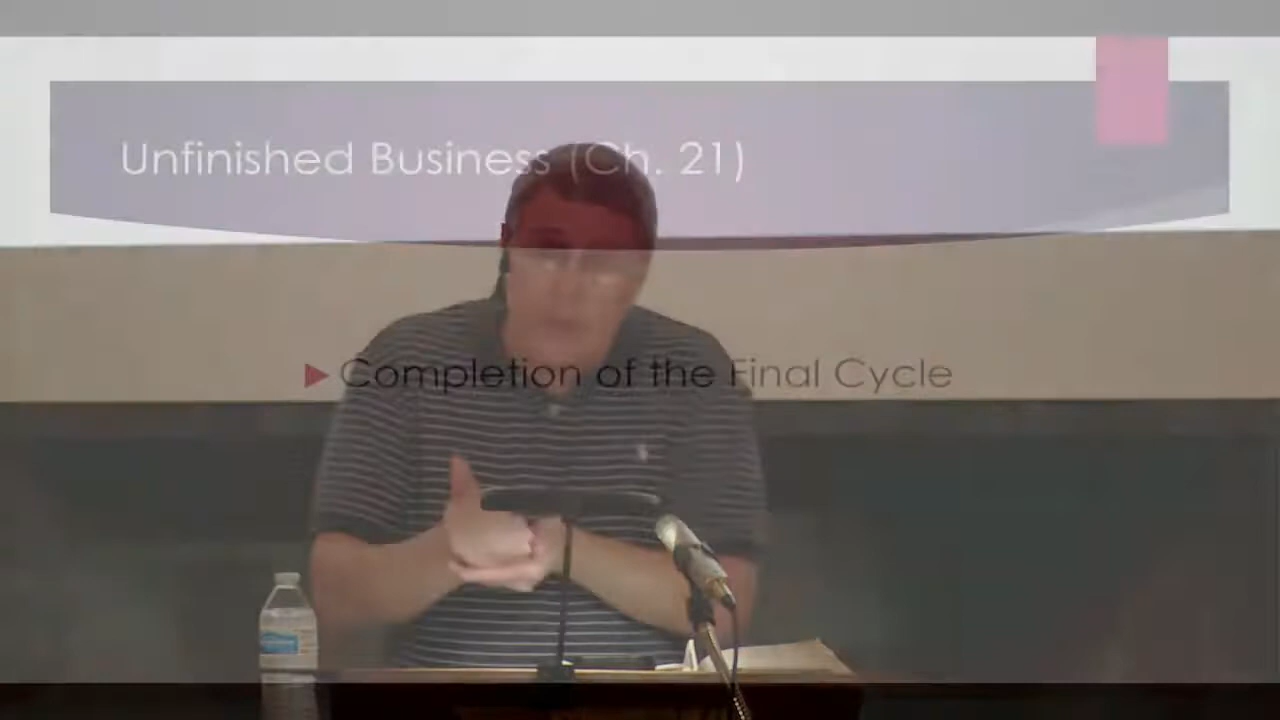 Unfinished Business (Ch. 21)
Completion of the Final Cycle